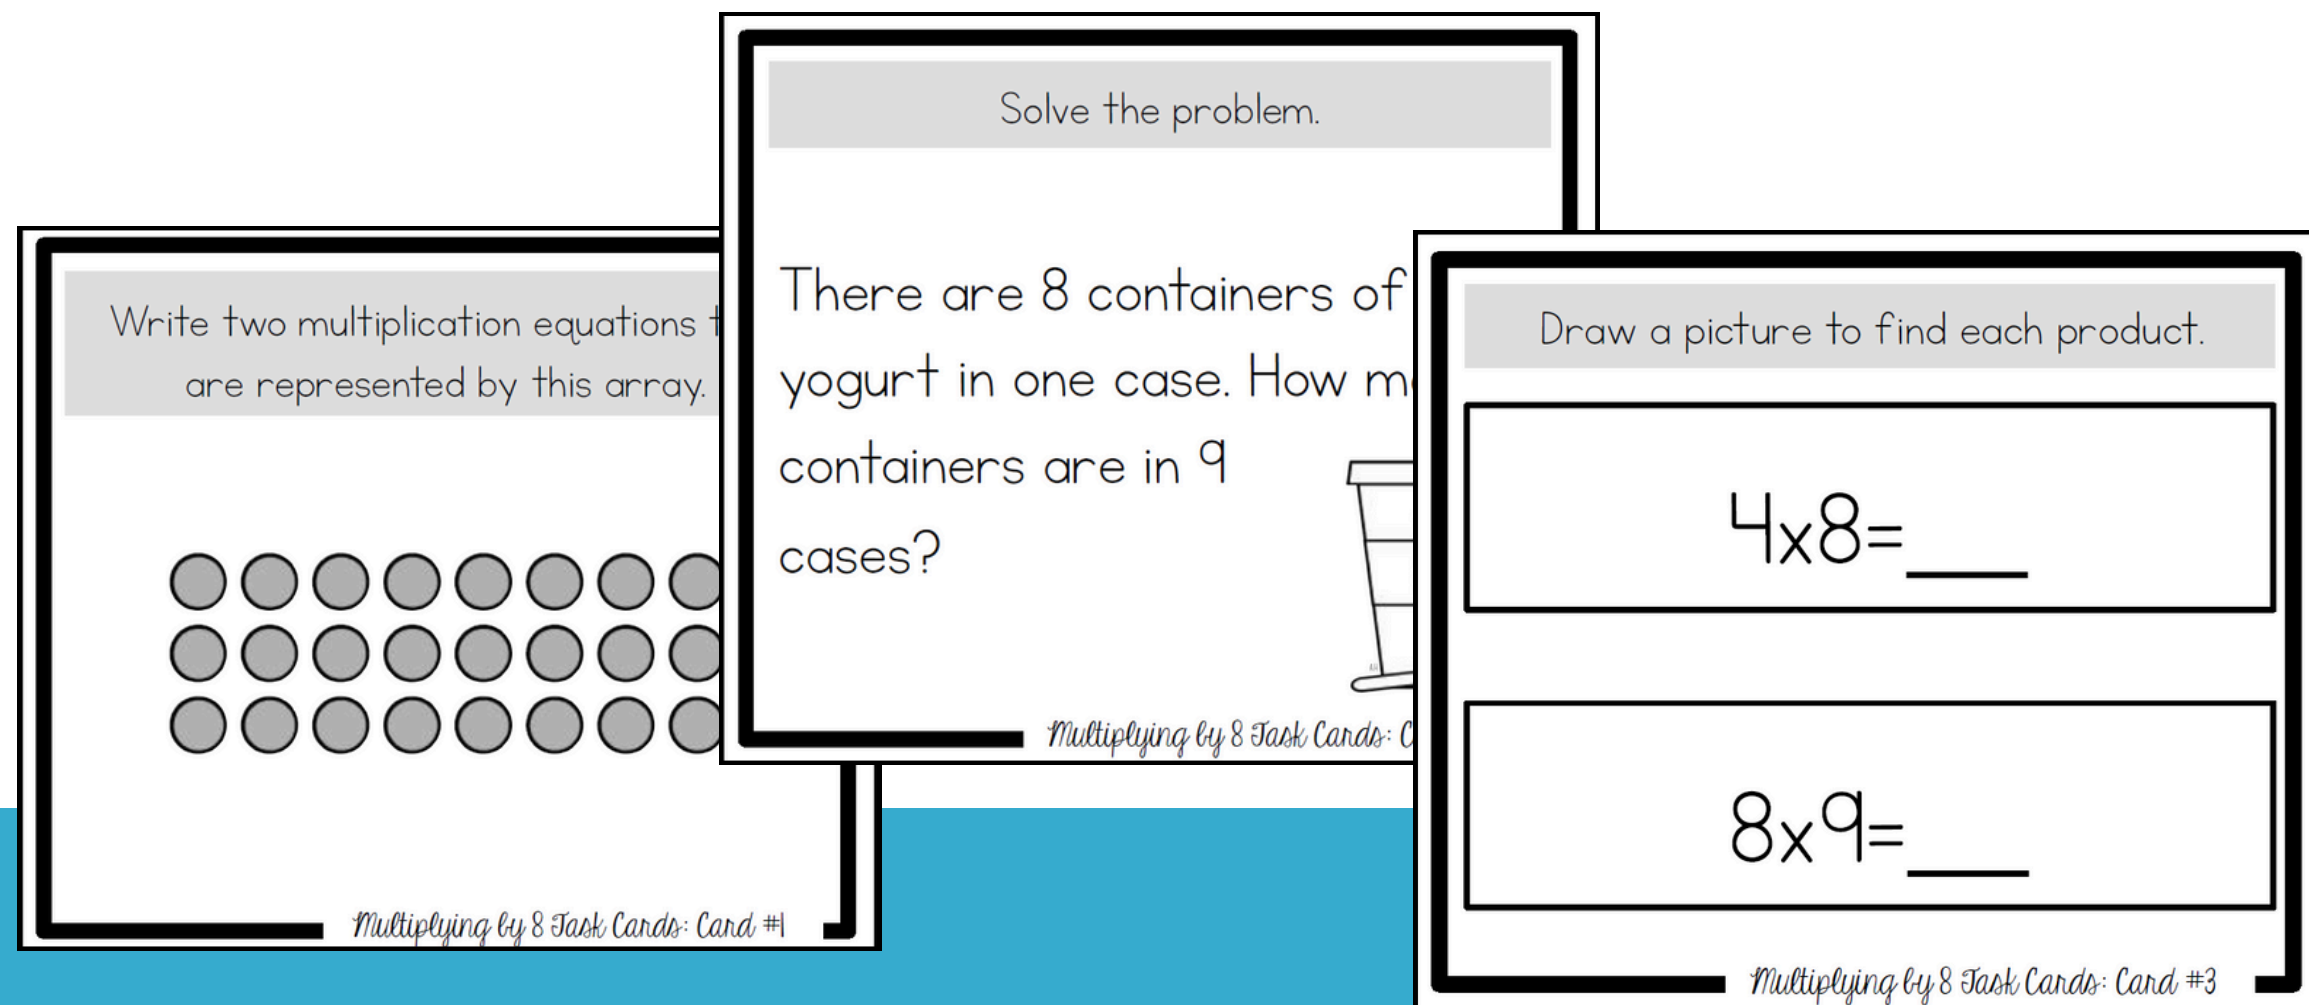 Write two multiplication equations
are represented by this array.
Multiplying by 8 Task Cards: Card #1
Solve the problem.
There are 8 containers of
yogurt in one case. How
containers are in 9
cases?
Multiplying by 8 Task Cards:
Draw a picture to find each product.
4x8=___
8x9=___
Multiplying by 8 Task Cards: Card #3